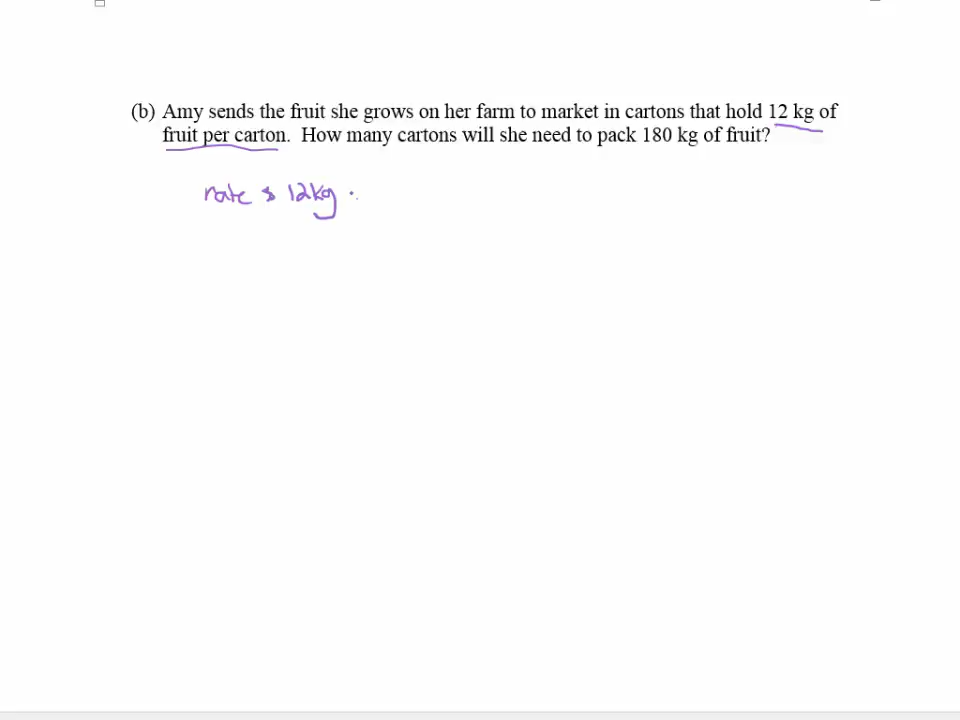 (b) Amy sends the fruit she grows on her farm to market in cartons that hold 12 kg of
fruit per carton. How many cartons will she need to pack 180 kg of fruit?
rate 12kg